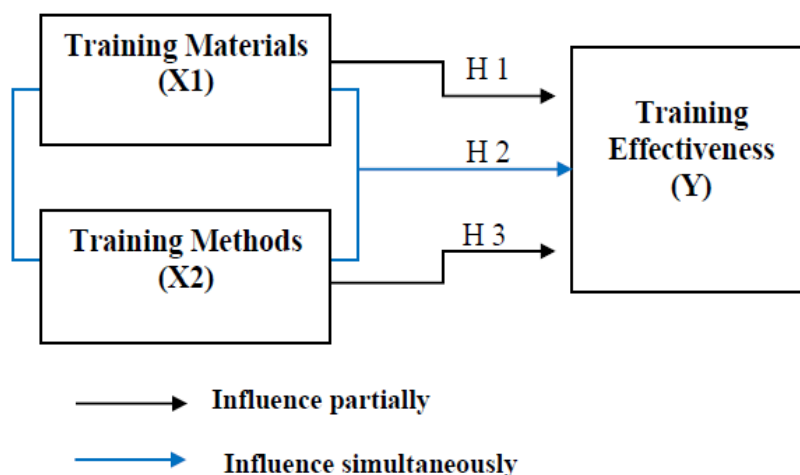 Training Materials
(X1)
H 1
Training
Effectiveness
(Y)
H 2
Training Methods
(X2)
H 3
Influence partially
Influence simultaneously